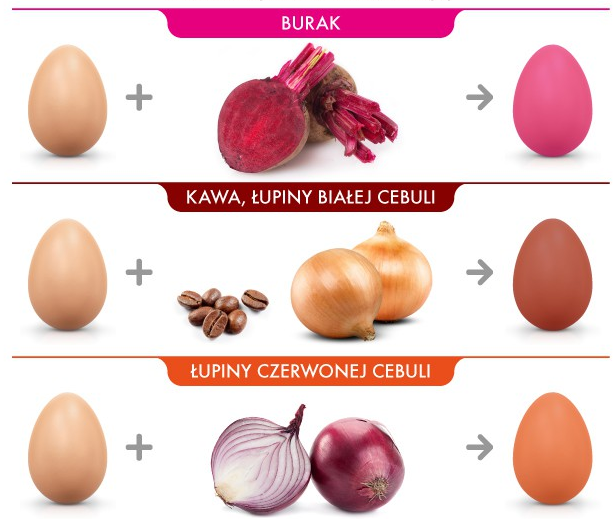 BURAK
KAWA, ŁUPINY BIAŁEJ CEBULI
ŁUPINY CZERWONEJ CEBULI